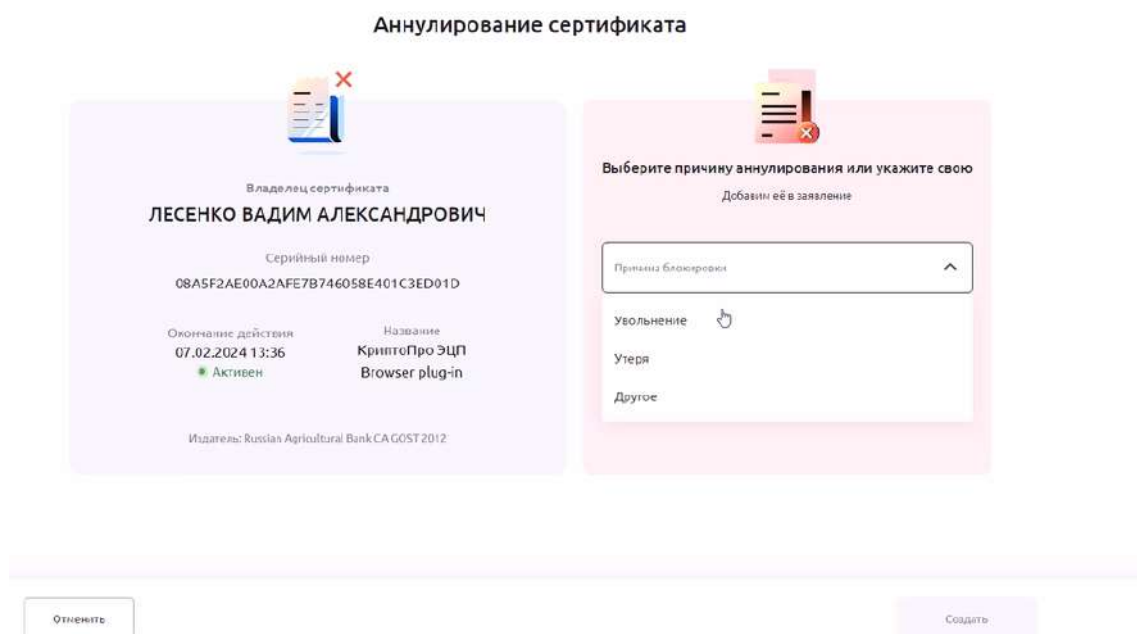 Аннулирование сертификата
Владелец сертификата
ЛЕСЕНКО ВАДИМ АЛЕКСАНДРОВИЧ
Серийный номер
08A5F2AE00A2AFE7B746058E401C3ED01D
Окончание действия
07.02.2024 13:36
Активен
Название
КриптоПро ЭЦП
Browser plug-in
Издатель: Russian Agricultural Bank CA GOST 2012
Выберите причину аннулирования или укажите свою
Добавим её в заявление
Причина блокировки
Увольнение
Утеря
Другое
Отменить
Создать